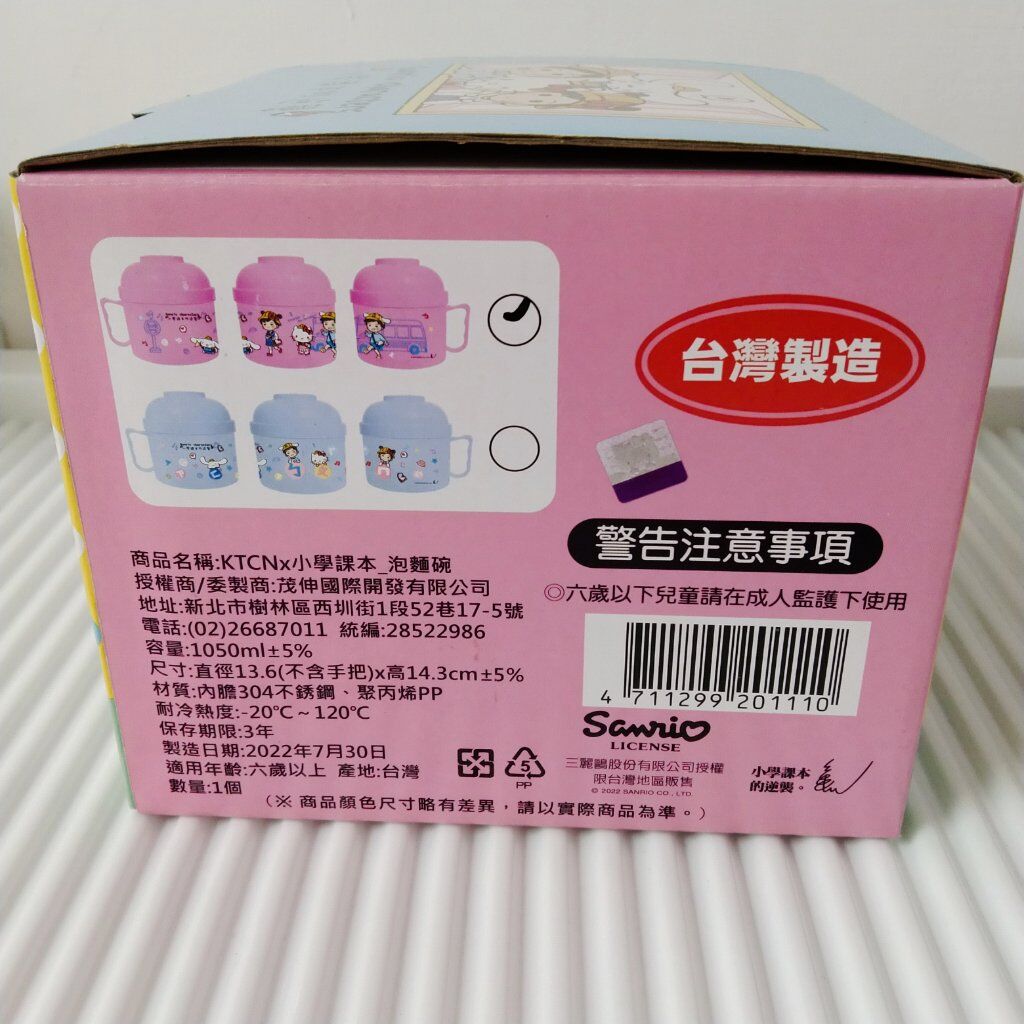 台灣製造
警告注意事項
◎六歲以下兒童請在成人監護下使用
4 711299 201110
商品名稱:KTCNx小學課本_泡麵碗
授權商/委製商:茂伸國際開發有限公司
地址:新北市樹林區西圳街1段52巷17-5號
電話:(02)26687011 統編:28522986
容量:1050ml±5%
尺寸:直徑13.6(不含手把)x高14.3cm±5%
材質:內膽304不銹鋼、聚丙烯PP
耐冷熱度:-20℃~120℃
保存期限:3年
製造日期:2022年7月30日
適用年齡:六歲以上 產地:台灣
數量:1個
(※ 商品顏色尺寸略有差異，請以實際商品為準。)
5
PP
Sanrio
LICENSE
三麗鷗股份有限公司授權
限台灣地區販售
© 2022 SANRIO CO., LTD.
小學課本
的逆襲。